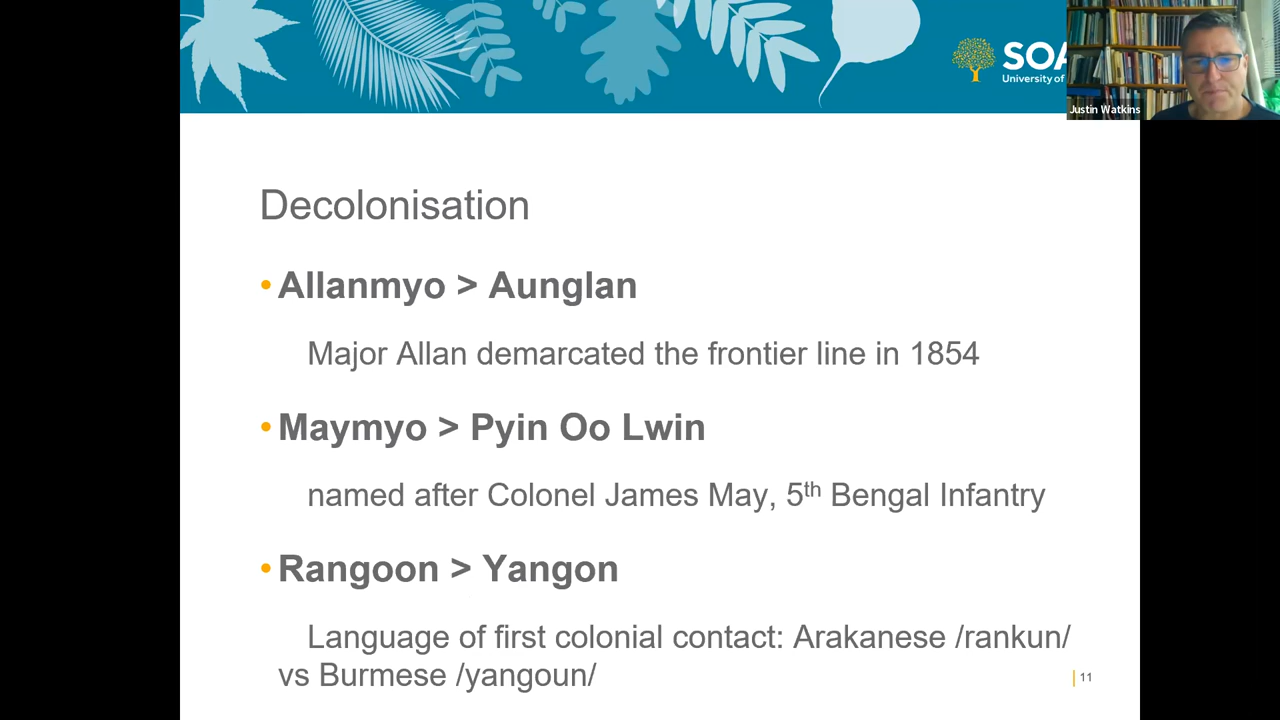 SOA
University of
Justin Watkins
Decolonisation
• Allanmyo > Aunglan
Major Allan demarcated the frontier line in 1854
• Maymyo > Pyin Oo Lwin
named after Colonel James May, 5th Bengal Infantry
• Rangoon > Yangon
Language of first colonial contact: Arakanese /rankun/
vs Burmese /yangoun/
11